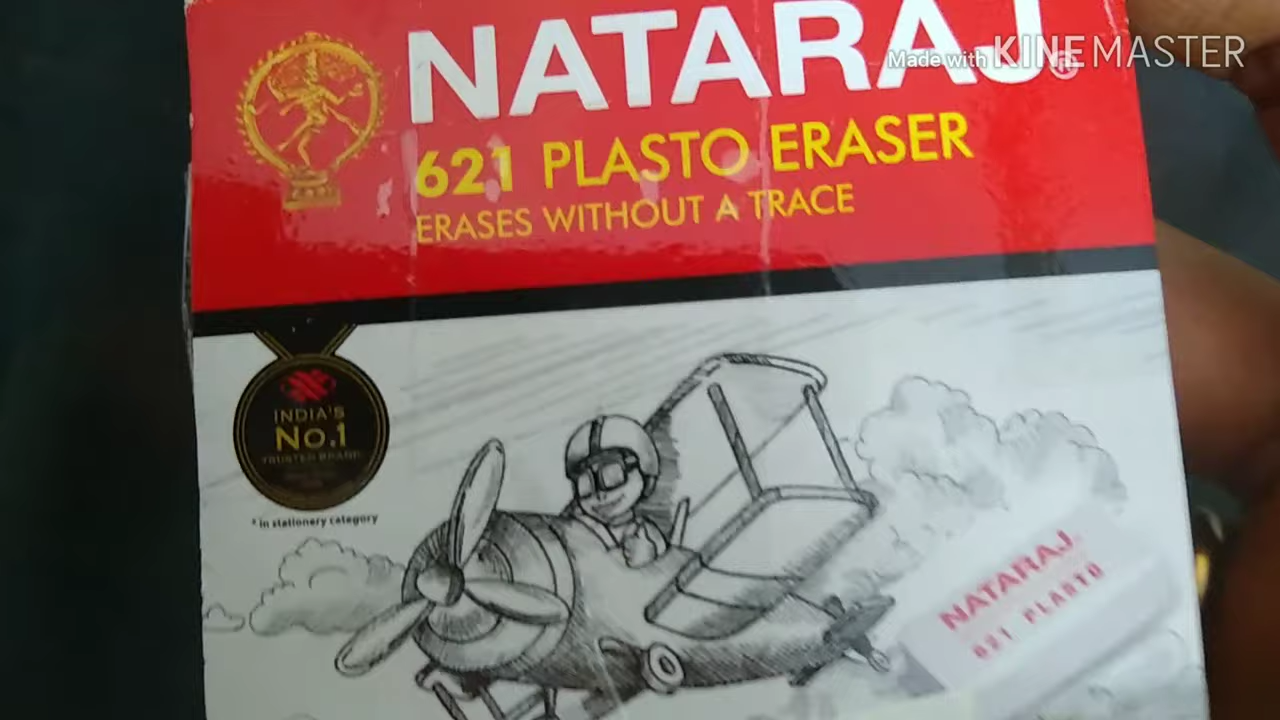 NATARAJ®
Made with KINEMASTER
621 PLASTO ERASER
ERASES WITHOUT A TRACE
INDIA'S
No.1
TRUSTED BRAND
* in stationery category
NATARAJ
621 PLASTO